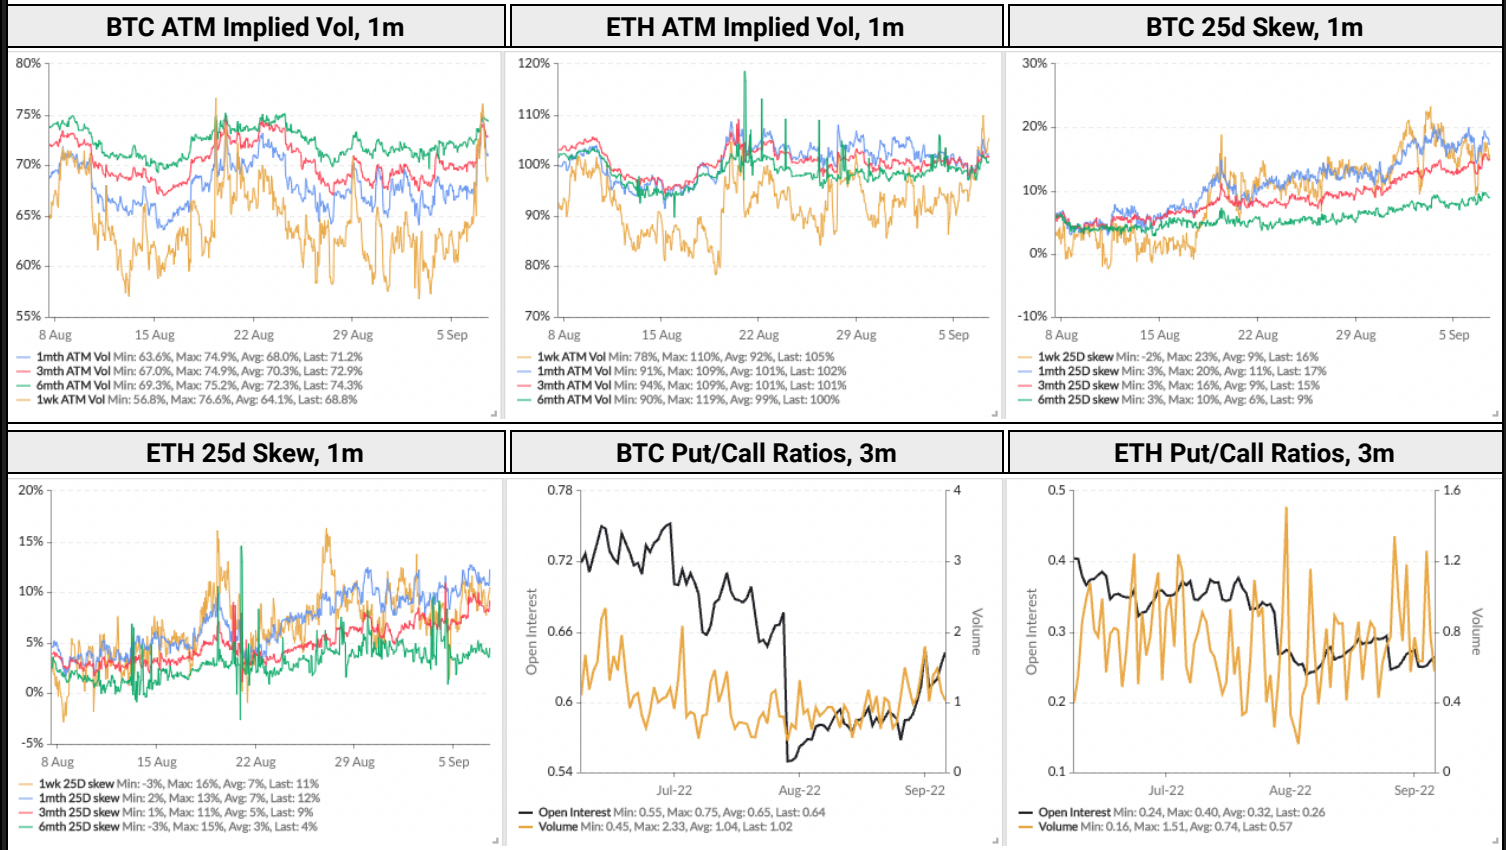 BTC ATM Implied Vol, 1m
80%
75%
70%
65%
60%
55%
8 Aug 15 Aug 22 Aug 29 Aug 5 Sep
1mth ATM Vol Min: 63.6%, Max: 74.9%, Avg: 68.0%, Last: 71.2%
3mth ATM Vol Min: 67.0%, Max: 74.9%, Avg: 70.3%, Last: 72.9%
6mth ATM Vol Min: 69.3%, Max: 75.2%, Avg: 72.3%, Last: 74.3%
1wk ATM Vol Min: 56.8%, Max: 76.6%, Avg: 64.1%, Last: 68.8%
ETH ATM Implied Vol, 1m
120%
110%
100%
90%
80%
70%
8 Aug 15 Aug 22 Aug 29 Aug 5 Sep
1wk ATM Vol Min: 78%, Max: 110%, Avg: 92%, Last: 105%
1mth ATM Vol Min: 91%, Max: 109%, Avg: 101%, Last: 102%
3mth ATM Vol Min: 94%, Max: 109%, Avg: 101%, Last: 101%
6mth ATM Vol Min: 90%, Max: 119%, Avg: 99%, Last: 100%
BTC 25d Skew, 1m
30%
20%
10%
0%
-10%
8 Aug 15 Aug 22 Aug 29 Aug 5 Sep
1wk 25D skew Min: -2%, Max: 23%, Avg: 9%, Last: 16%
1mth 25D skew Min: 3%, Max: 20%, Avg: 11%, Last: 17%
3mth 25D skew Min: 3%, Max: 16%, Avg: 9%, Last: 15%
6mth 25D skew Min: 3%, Max: 10%, Avg: 6%, Last: 9%
ETH 25d Skew, 1m
20%
15%
10%
5%
0%
-5%
8 Aug 15 Aug 22 Aug 29 Aug 5 Sep
1wk 25D skew Min: -3%, Max: 16%, Avg: 7%, Last: 11%
1mth 25D skew Min: 2%, Max: 13%, Avg: 7%, Last: 12%
3mth 25D skew Min: 1%, Max: 11%, Avg: 5%, Last: 9%
6mth 25D skew Min: -3%, Max: 15%, Avg: 3%, Last: 4%
BTC Put/Call Ratios, 3m
Open Interest
0.78
0.72
0.66
0.6
0.54
4
3
2
1
0
Volume
Jul-22 Aug-22 Sep-22
Open Interest Min: 0.55, Max: 0.75, Avg: 0.65, Last: 0.64
Volume Min: 0.45, Max: 2.33, Avg: 1.04, Last: 1.02
ETH Put/Call Ratios, 3m
Open Interest
0.5
0.4
0.3
0.2
0.1
1.6
1.2
0.8
0.4
0
Volume
Jul-22 Aug-22 Sep-22
Open Interest Min: 0.24, Max: 0.40, Avg: 0.32, Last: 0.26
Volume Min: 0.16, Max: 1.51, Avg: 0.74, Last: 0.57